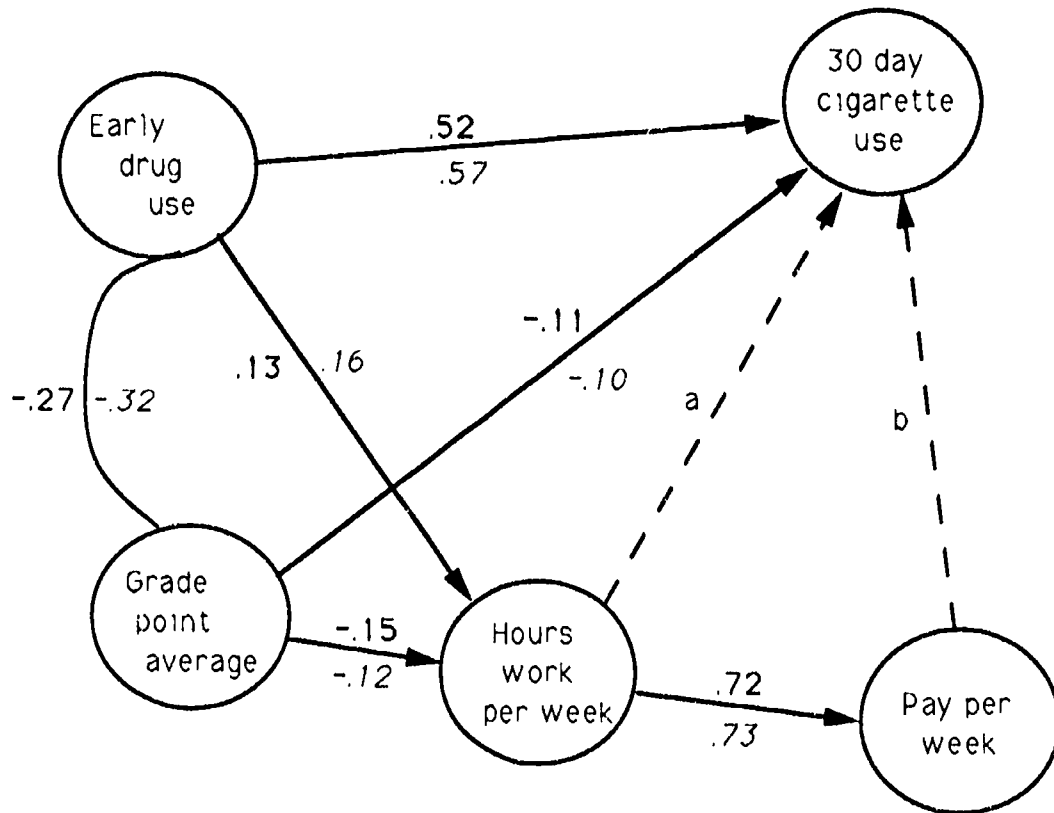 30 day
cigarette
use
Early
drug
use
.52
.57
-.11
-.10
.13 .16
-.27 -.32
a
b
Grade
point
average
-.15
-.12
Hours
work
per week
.72
.73
Pay per
week